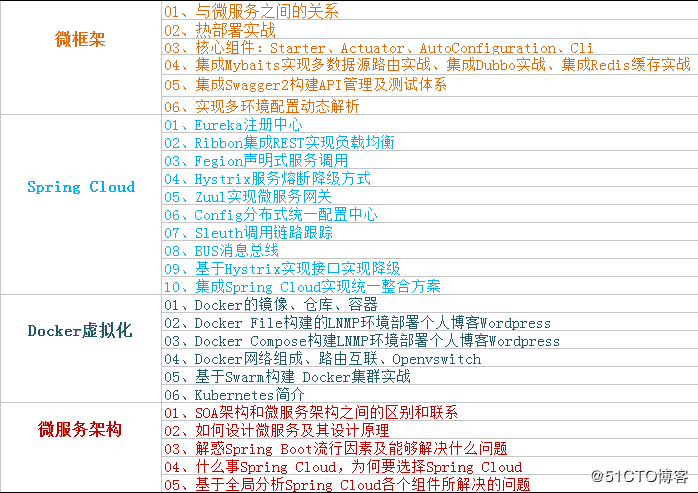 微框架
01、与微服务之间的关系
02、热部署实战
03、核心组件：Starter、Actuator、AutoConfiguration、Cli
04、集成Mybaits实现多数据源路由实战、集成Dubbo实战、集成Redis缓存实战
05、集成Swagger2构建API管理及测试体系
06、实现多环境配置动态解析
Spring Cloud
01、Eureka注册中心
02、Ribbon集成REST实现负载均衡
03、Fegion声明式服务调用
04、Hystrix服务熔断降级方式
05、Zuul实现微服务网关
06、Config分布式统一配置中心
07、Sleuth调用链路跟踪
08、BUS消息总线
09、基于Hystrix实现接口实现降级
10、集成Spring Cloud实现统一整合方案
Docker虚拟化
01、Docker的镜像、仓库、容器
02、Docker File构建的LNMP环境部署个人博客Wordpress
03、Docker Compose构建LNMP环境部署个人博客Wordpress
04、Docker网络组成、路由互联、Openvswitch
05、基于Swarm构建 Docker集群实战
06、Kubernetes简介
微服务架构
01、SOA架构和微服务架构之间的区别和联系
02、如何设计微服务及其设计原理
03、解惑Spring Boot流行因素及能够解决什么问题
04、什么事Spring Cloud，为何要选择Spring Cloud
05、基于全局分析Spring Cloud各个组件所解决的问题
@51CTO博客